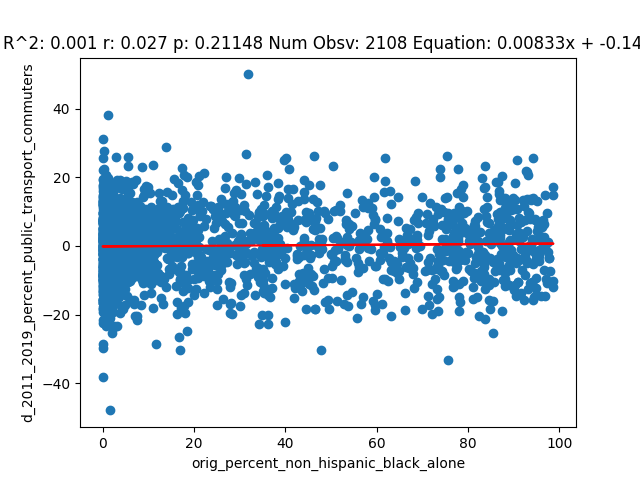 R^2: 0.001 r: 0.027 p: 0.21148 Num Obsv: 2108 Equation: 0.00833x + -0.14
d_2011_2019_percent_public_transport_commuters
40
20
0
−20
−40
0 20 40 60 80 100
orig_percent_non_hispanic_black_alone